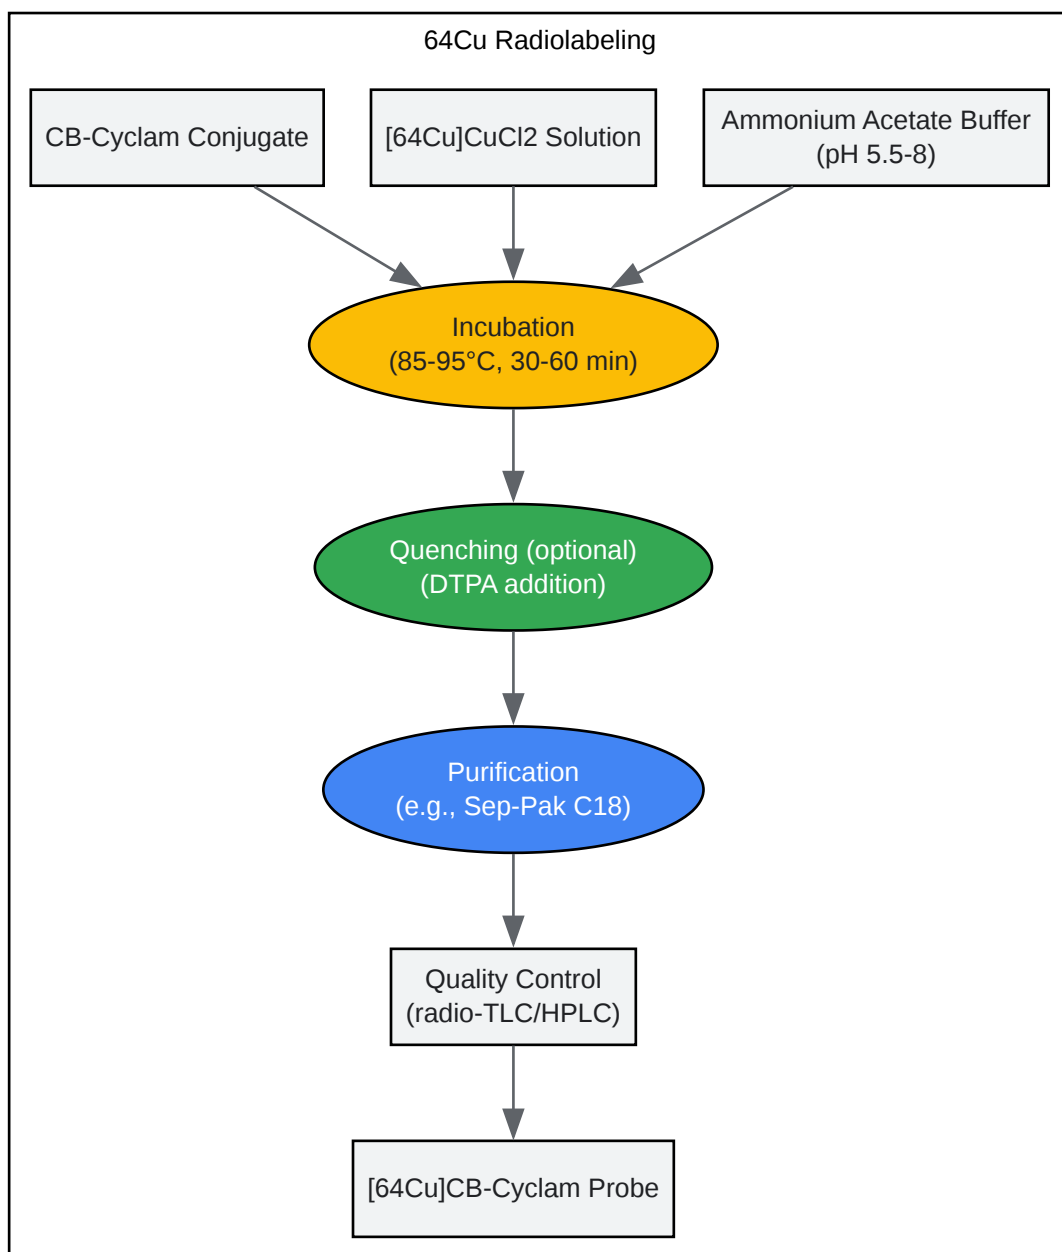 64Cu Radiolabeling
CB-Cyclam Conjugate
[64Cu]CuCl2 Solution
Ammonium Acetate Buffer
(pH 5.5-8)
Incubation
(85-95°C, 30-60 min)
Quenching (optional)
(DTPA addition)
Purification
(e.g., Sep-Pak C18)
Quality Control
(radio-TLC/HPLC)
[64Cu]CB-Cyclam Probe